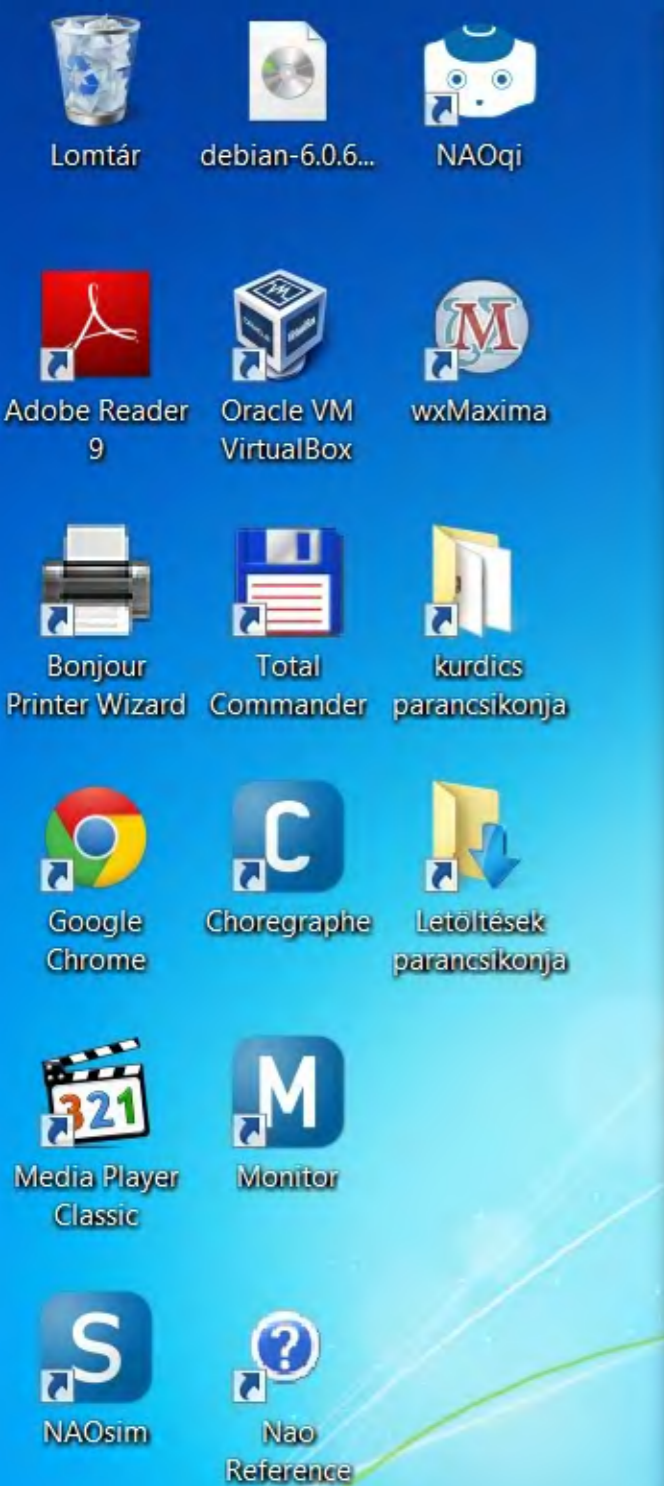 Lomtár
debian-6.0.6...
NAOqi
Adobe Reader
9
Oracle VM
VirtualBox
wxMaxima
Bonjour
Printer Wizard
Total
Commander
kurdics
parancsikonja
Google
Chrome
C
Choregraphe
Letöltések
parancsikonja
321
Media Player
Classic
M
Monitor
S
NAOsim
?
Nao
Reference